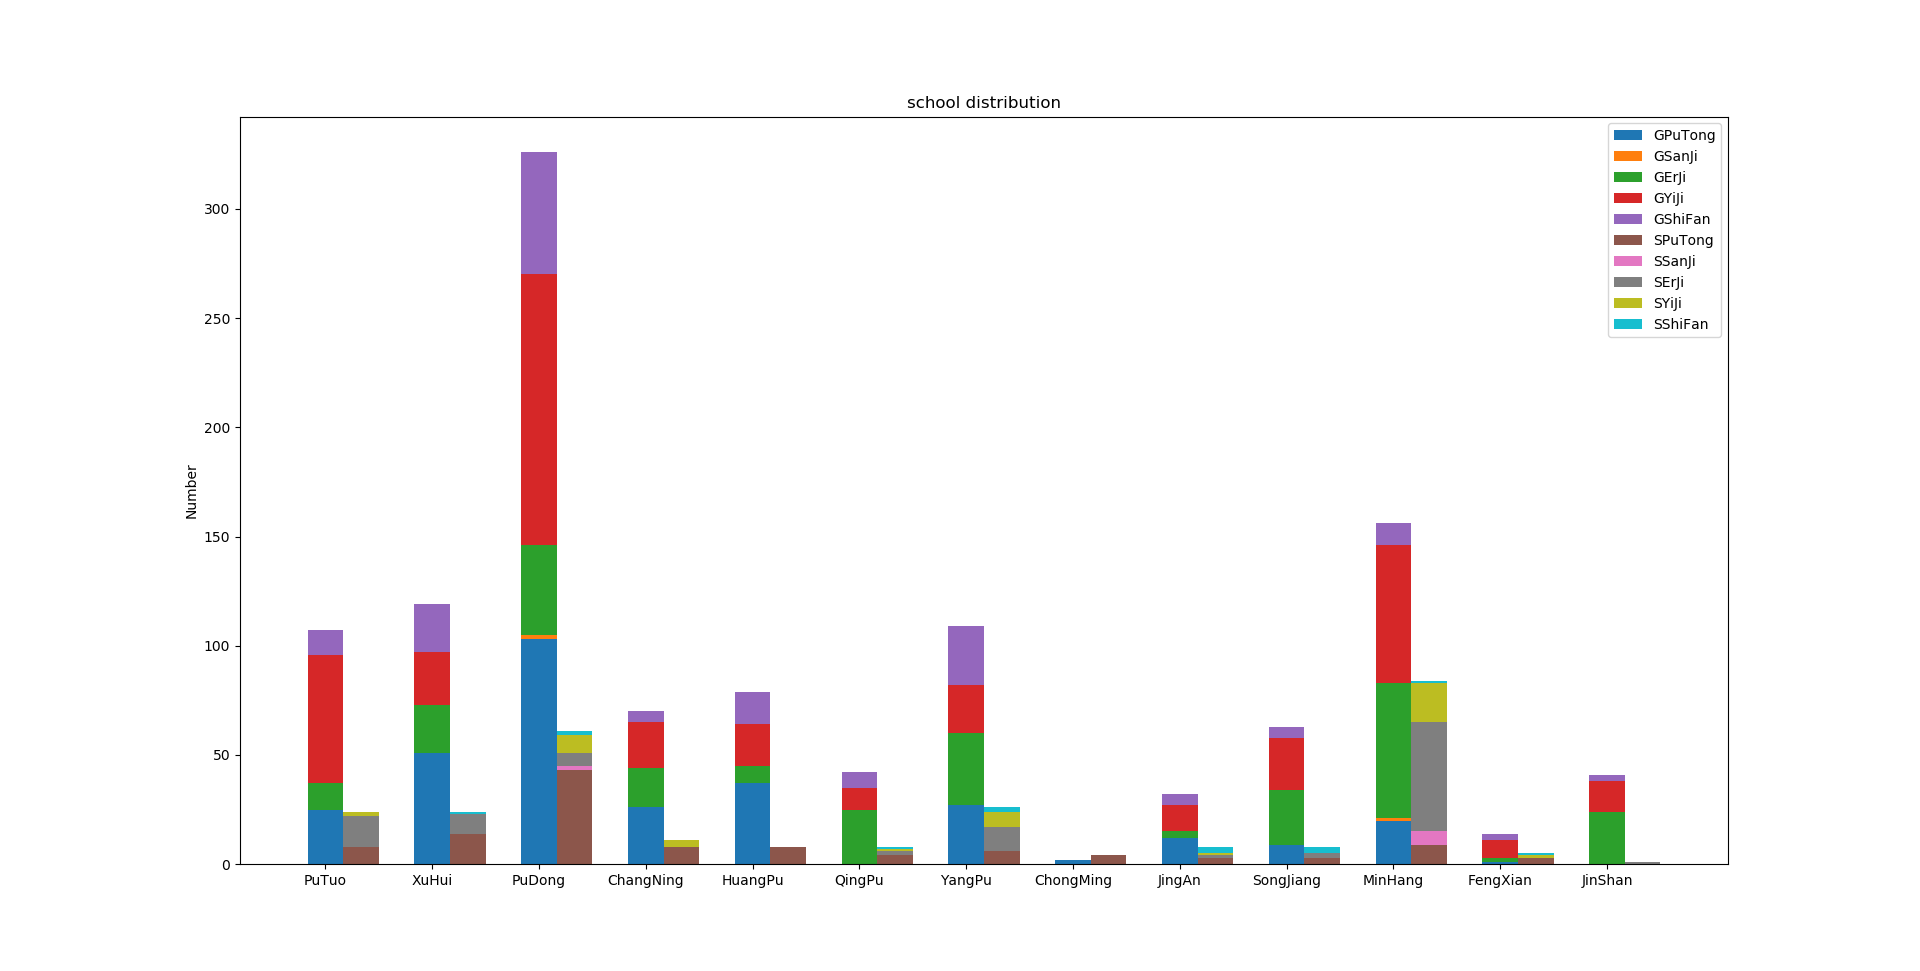 school distribution
300
250
200
150
100
50
0
Number
PuTuo
XuHui
PuDong
ChangNing
HuangPu
QingPu
YangPu
ChongMing
JingAn
SongJiang
MinHang
FengXian
JinShan
GPuTong
GSanJi
GErJi
GYiJi
GShiFan
SPuTong
SSanJi
SErJi
SYiJi
SShiFan